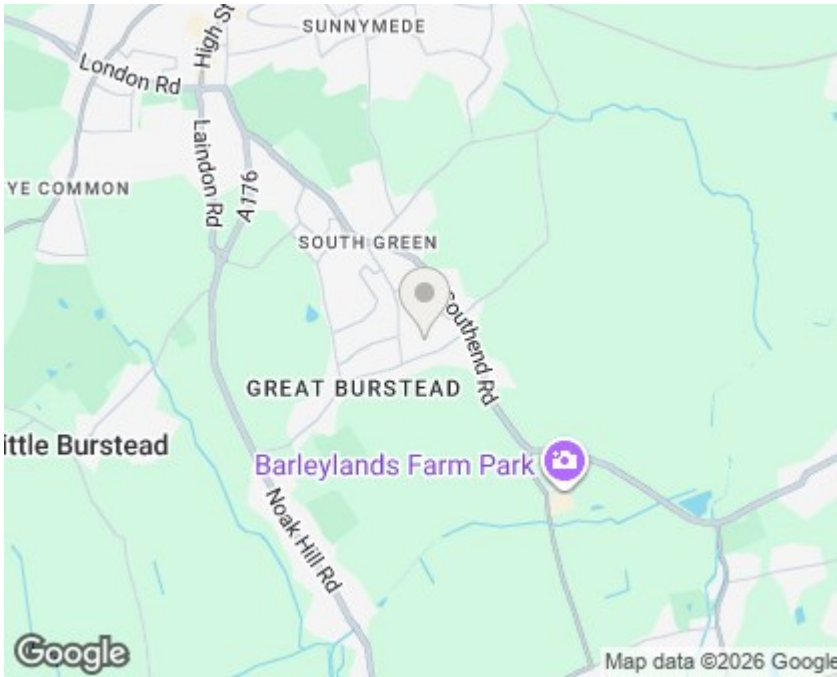 SUNNYMEDE
High St
London Rd
Laindon Rd
A176
YE COMMON
SOUTH GREEN
Southend Rd
GREAT BURSTEAD
ittle Burstead
Barleylands Farm Park
Noak Hill Rd
Google
Map data ©2026 Google